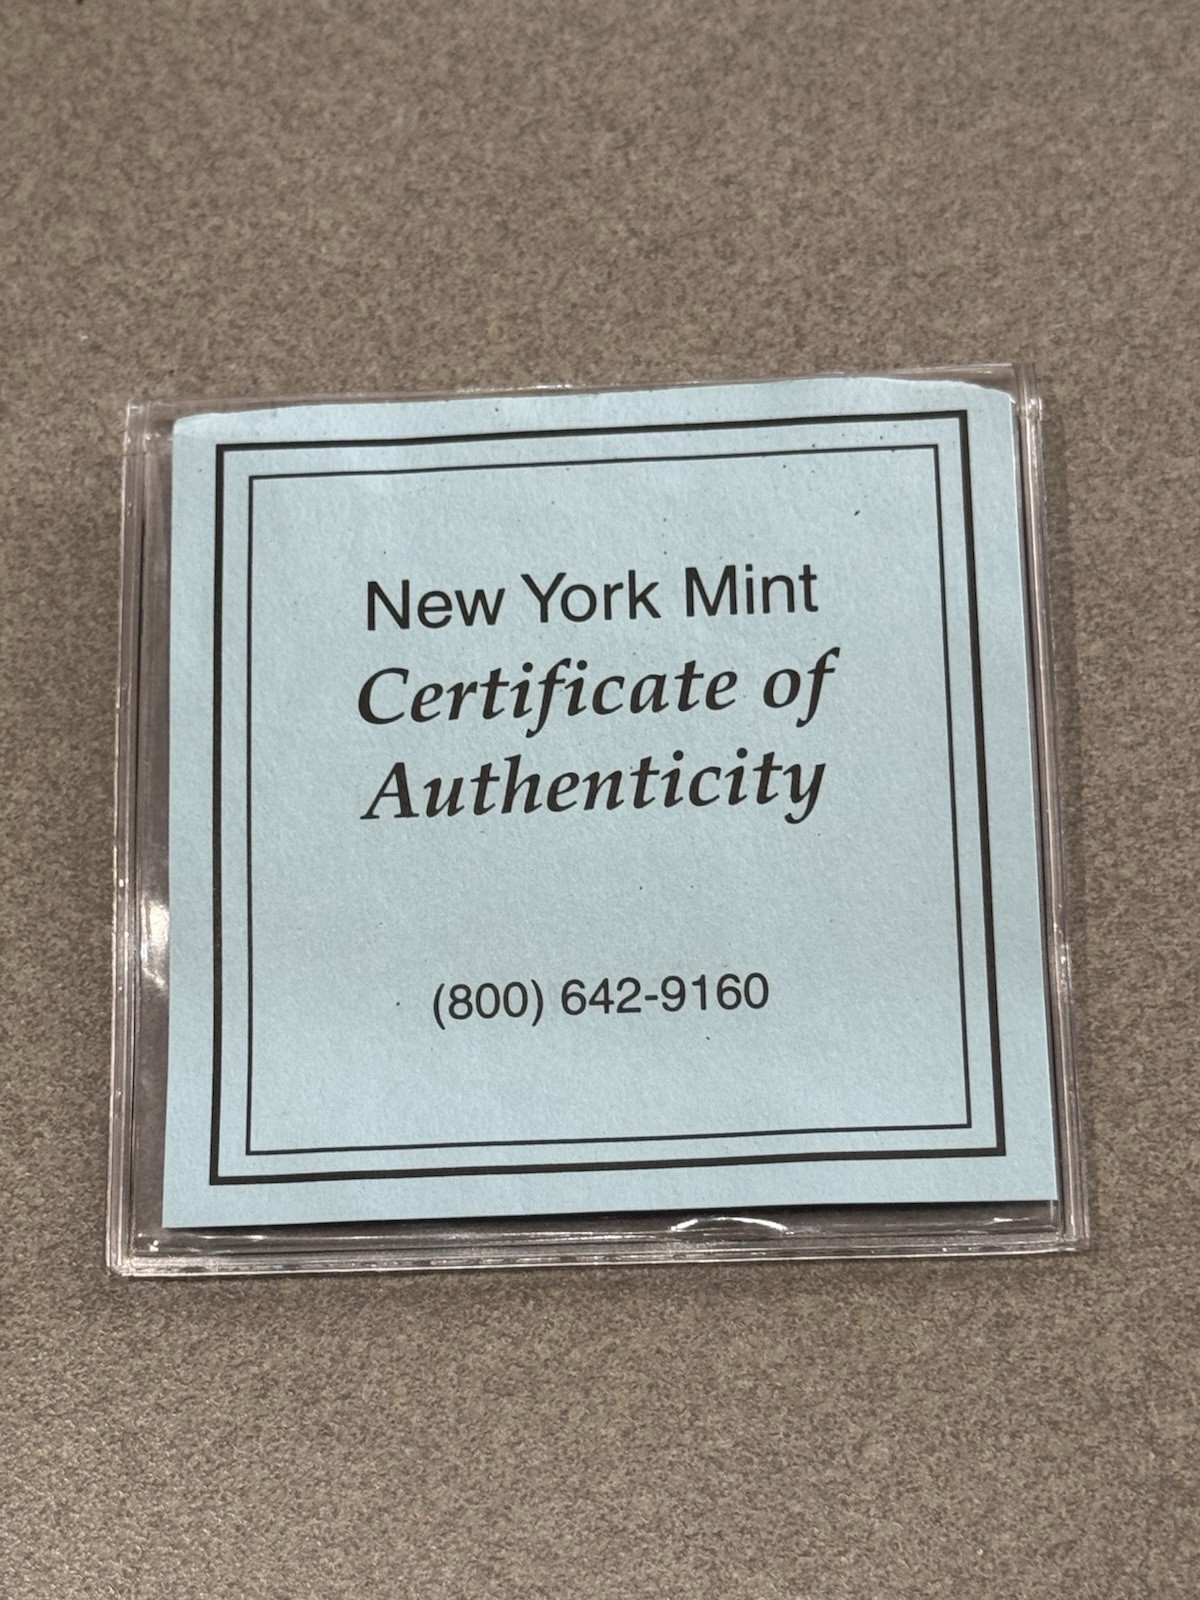 New York Mint
Certificate of
Authenticity
(800) 642-9160